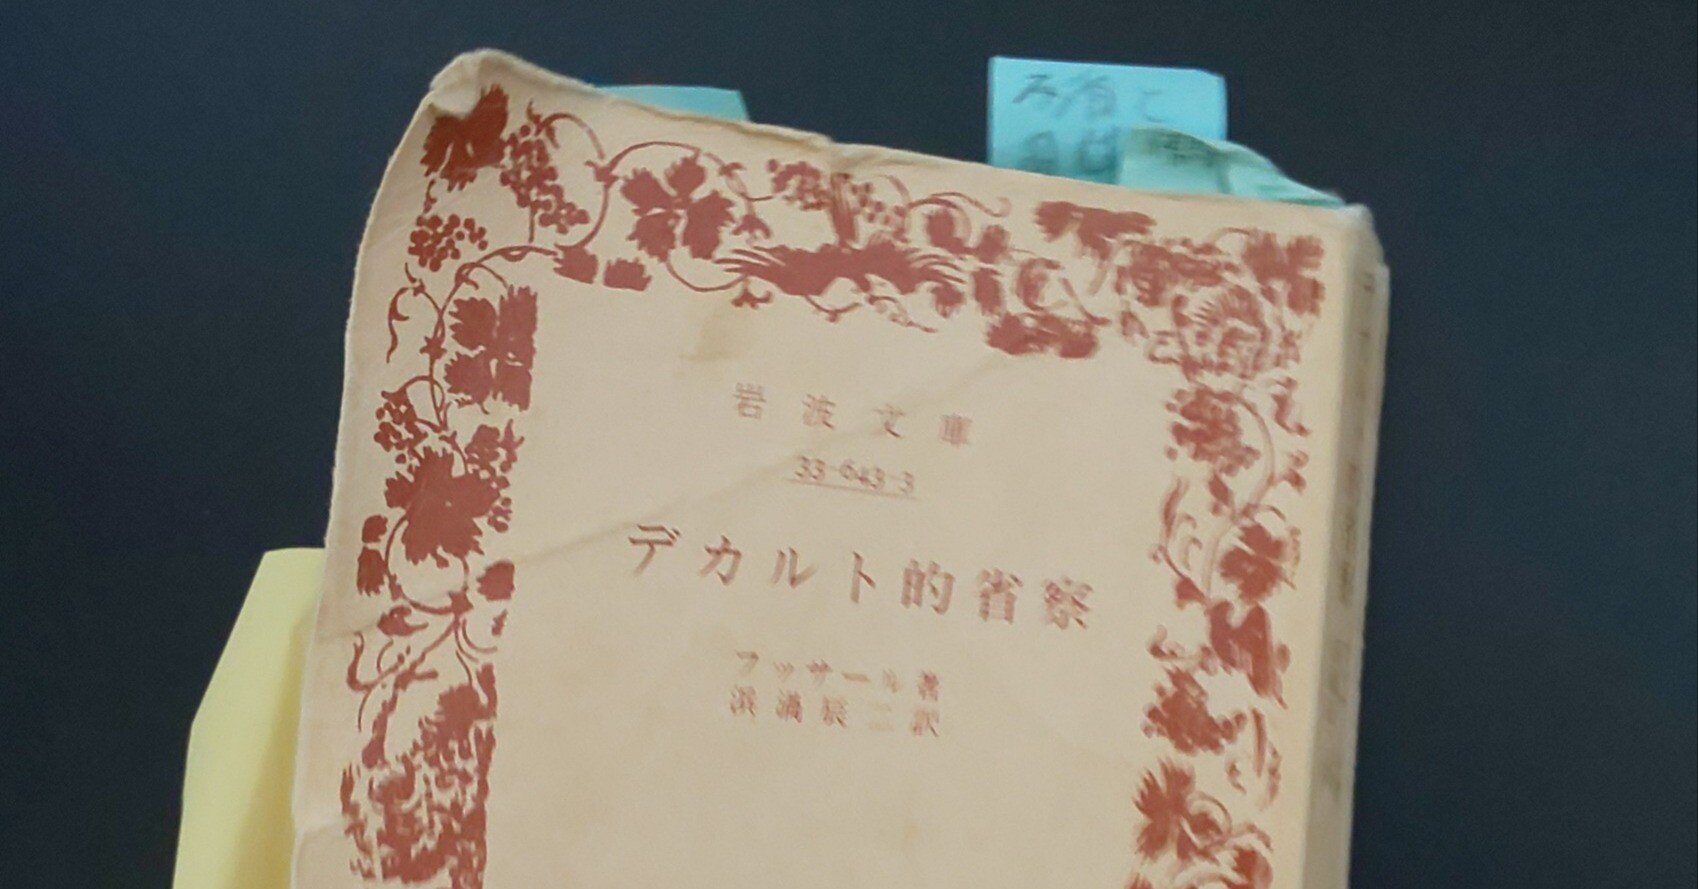 岩波文庫
33-643-3
デカルト的省察
フッサール著
浜渦辰二訳